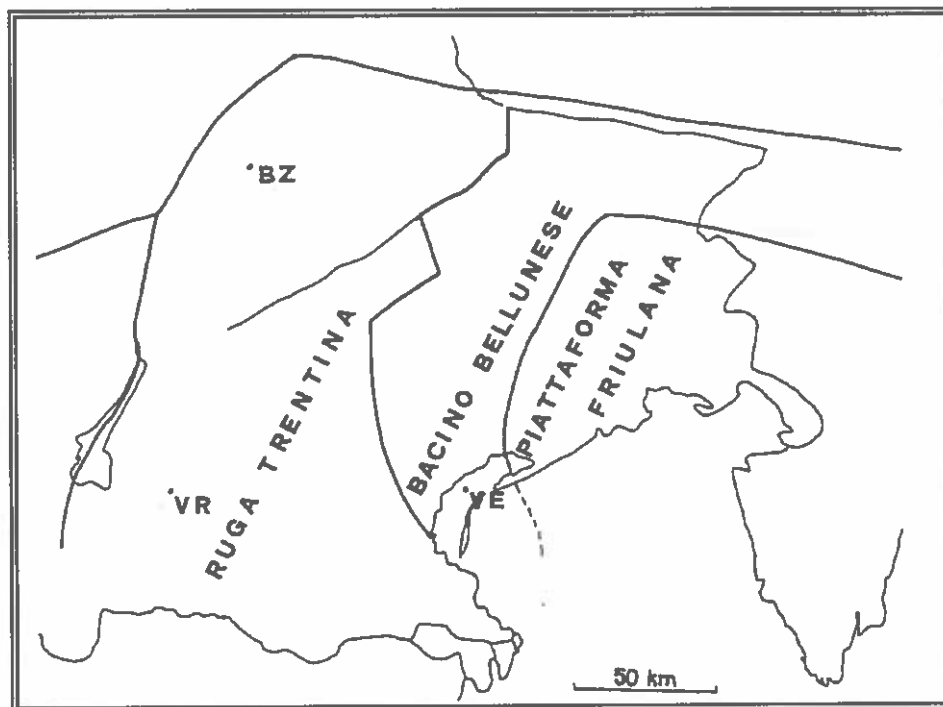 BZ
RUGA TRENTINA
BACINO BELLUNESE
PIATTAFORMA
FRIULANA
VR
VE
50 km